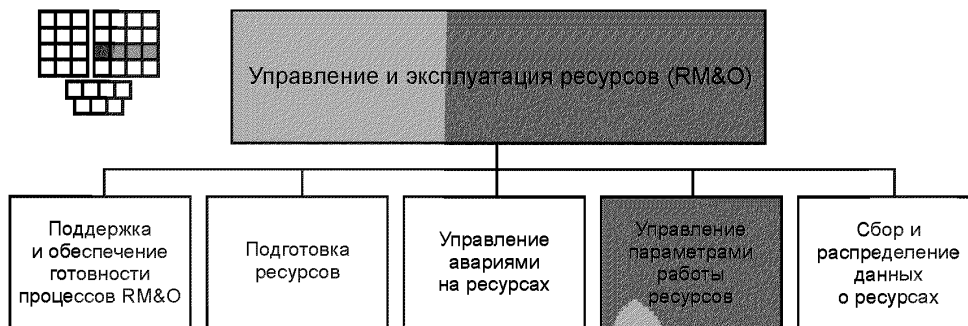 Управление и эксплуатация ресурсов (RM&O)
Поддержка
и обеспечение
готовности
процессов RM&O
Подготовка
ресурсов
Управление
авариями
на ресурсах
Управление
параметрами
работы
ресурсов
Сбор и
распределение
данных
о ресурсах